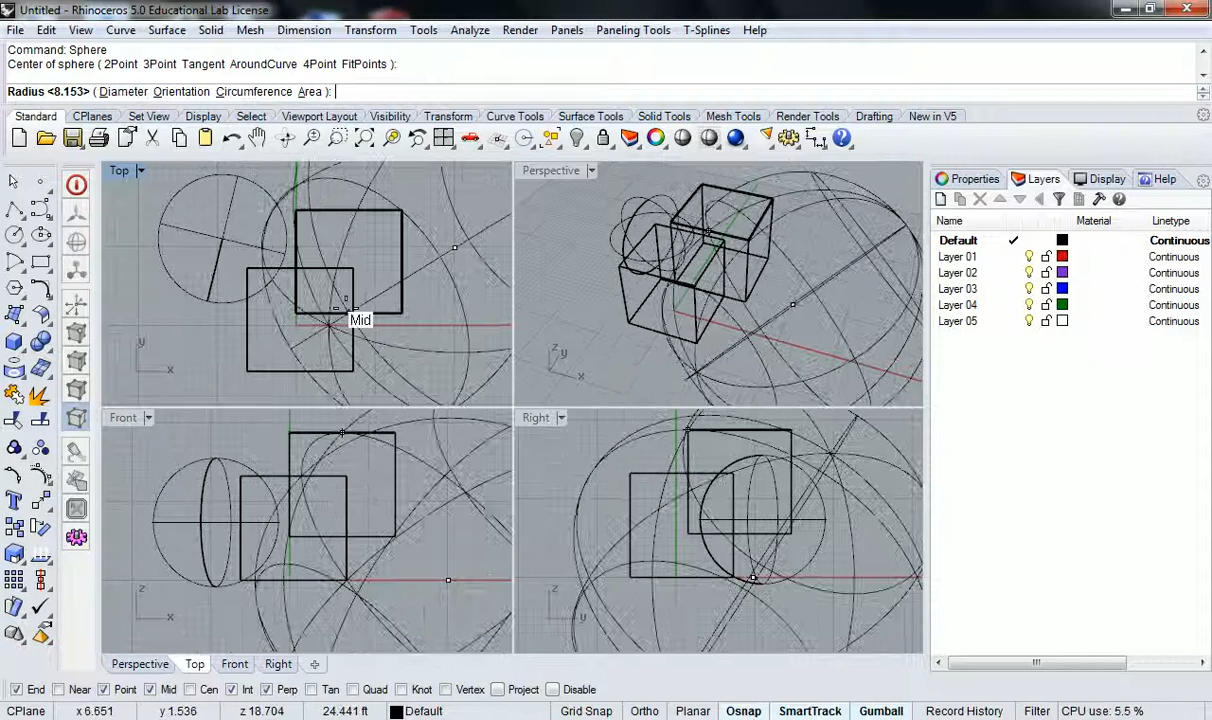 Untitled - Rhinoceros 5.0 Educational Lab License
File Edit View Curve Surface Solid Mesh Dimension Transform Tools Analyze Render Panels Paneling Tools T-Splines Help
Command: Sphere
Center of sphere ( 2Point 3Point Tangent AroundCurve 4Point FitPoints ):
Radius <8.153> ( Diameter Orientation Circumference Area ):
Standard CPlanes Set View Display Select Viewport Layout Visibility Transform Curve Tools Surface Tools Solid Tools Mesh Tools Render Tools Drafting New in V5
Top
Perspective
Properties Layers Display Help
Name Material Linetype
Default Continuous
Layer 01 Continuous
Layer 02 Continuous
Layer 03 Continuous
Layer 04 Continuous
Layer 05 Continuous
Mid
y
x
z
y
x
Front
Right
z
x
z
y
Perspective Top Front Right
End Near Point Mid Cen Int Perp Tan Quad Knot Vertex Project Disable
CPlane x 6.651 y 1.536 z 18.704 24.441 ft Default Grid Snap Ortho Planar Osnap SmartTrack Gumball Record History Filter CPU use: 5.5 %